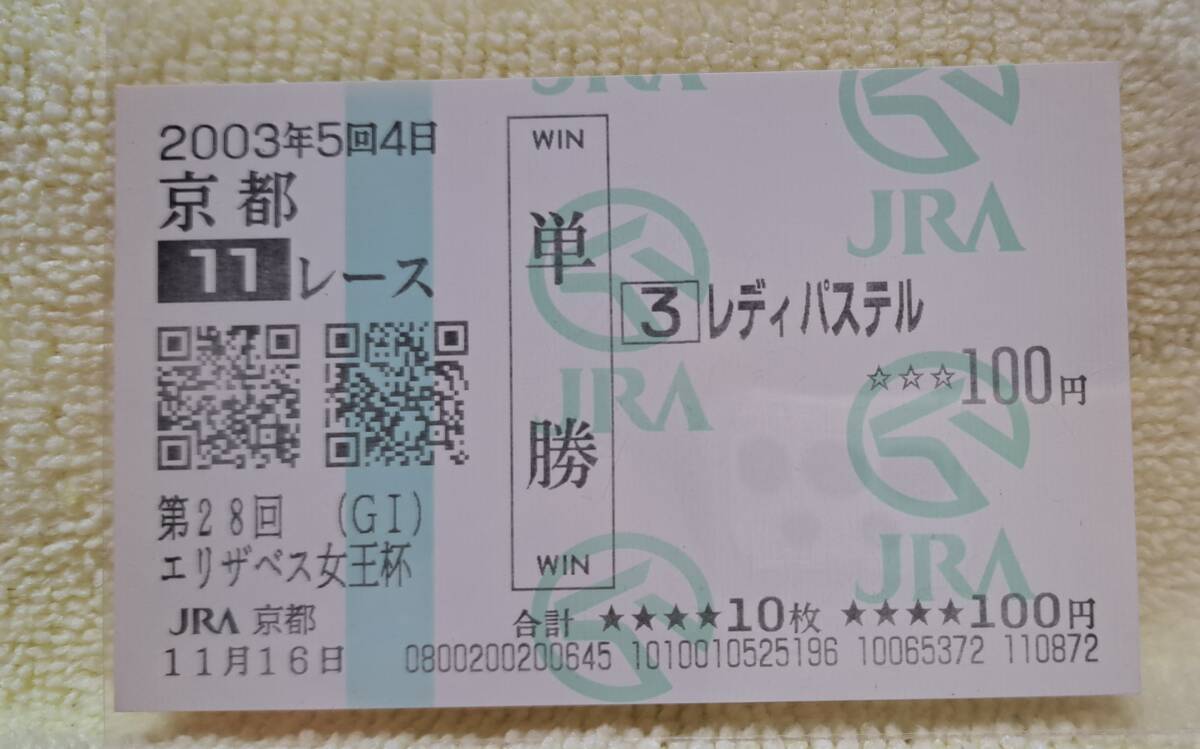 2003年5回4日
京都
11レース
第28回 (GI)
エリザベス女王杯
JRA 京都
11月16日
WIN
単勝
WIN
3 レディパステル
☆☆☆100円
合計 ★★★★10枚 ★★★★100円
0800200200645 1010010525196 10065372 110872
JRA
JRA
JRA
JRA